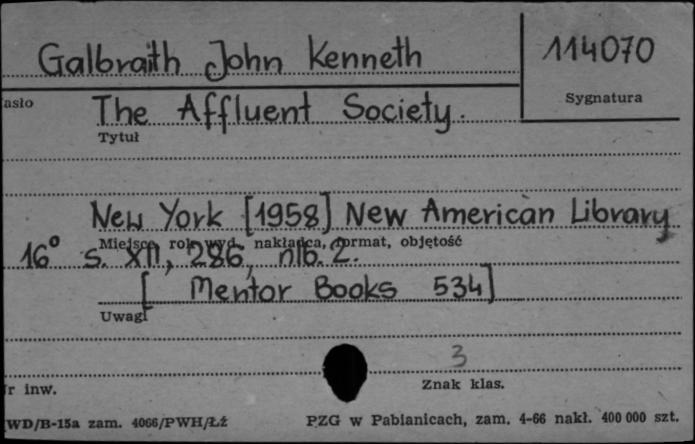 Galbraith John Kenneth
114070
asło
Sygnatura
The Affluent Society.
Tytuł
New York [1958] New American Library
Miejsce, rok wyd., nakładca, format, objętość
16° s. XII, 286, nlb. 2.
[Mentor Books 534]
Uwagi
3
r inw.
Znak klas.
WD/B-15a zam. 4066/PWH/Łź
PZG w Pabianicach, zam. 4-66 nakł. 400 000 szt.